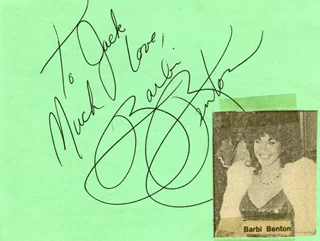 To Jack
Much Love,
Barbi
Benton
Barbi Benton